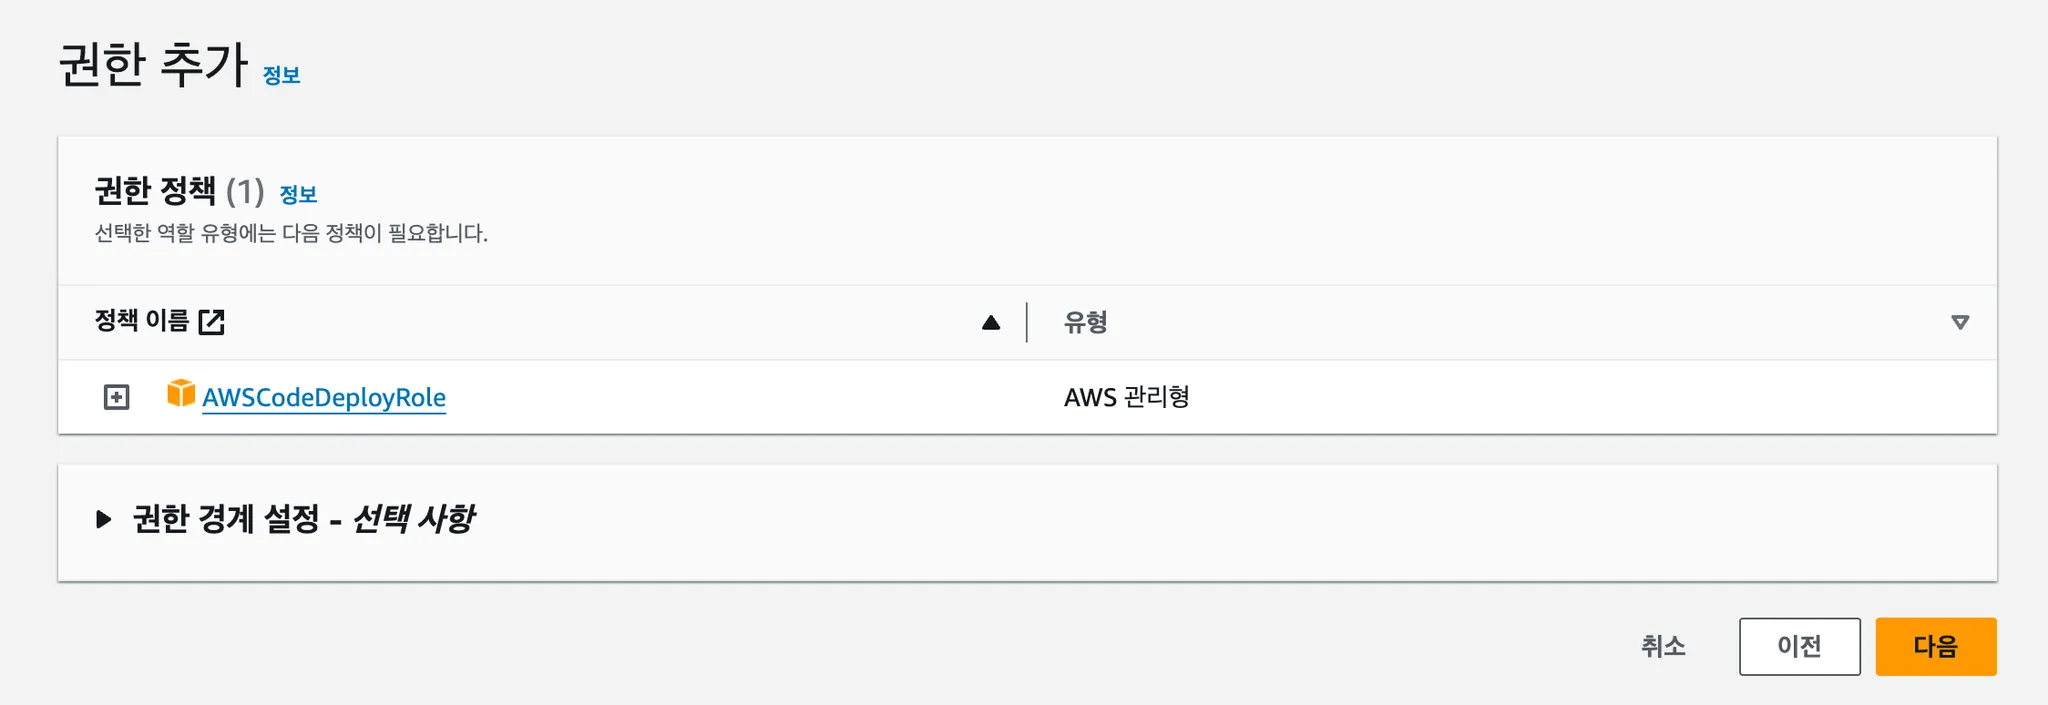 권한 추가 정보
권한 정책 (1) 정보
선택한 역할 유형에는 다음 정책이 필요합니다.
정책 이름 유형
AWSCodeDeployRole AWS 관리형
권한 경계 설정 - 선택 사항
취소 이전 다음